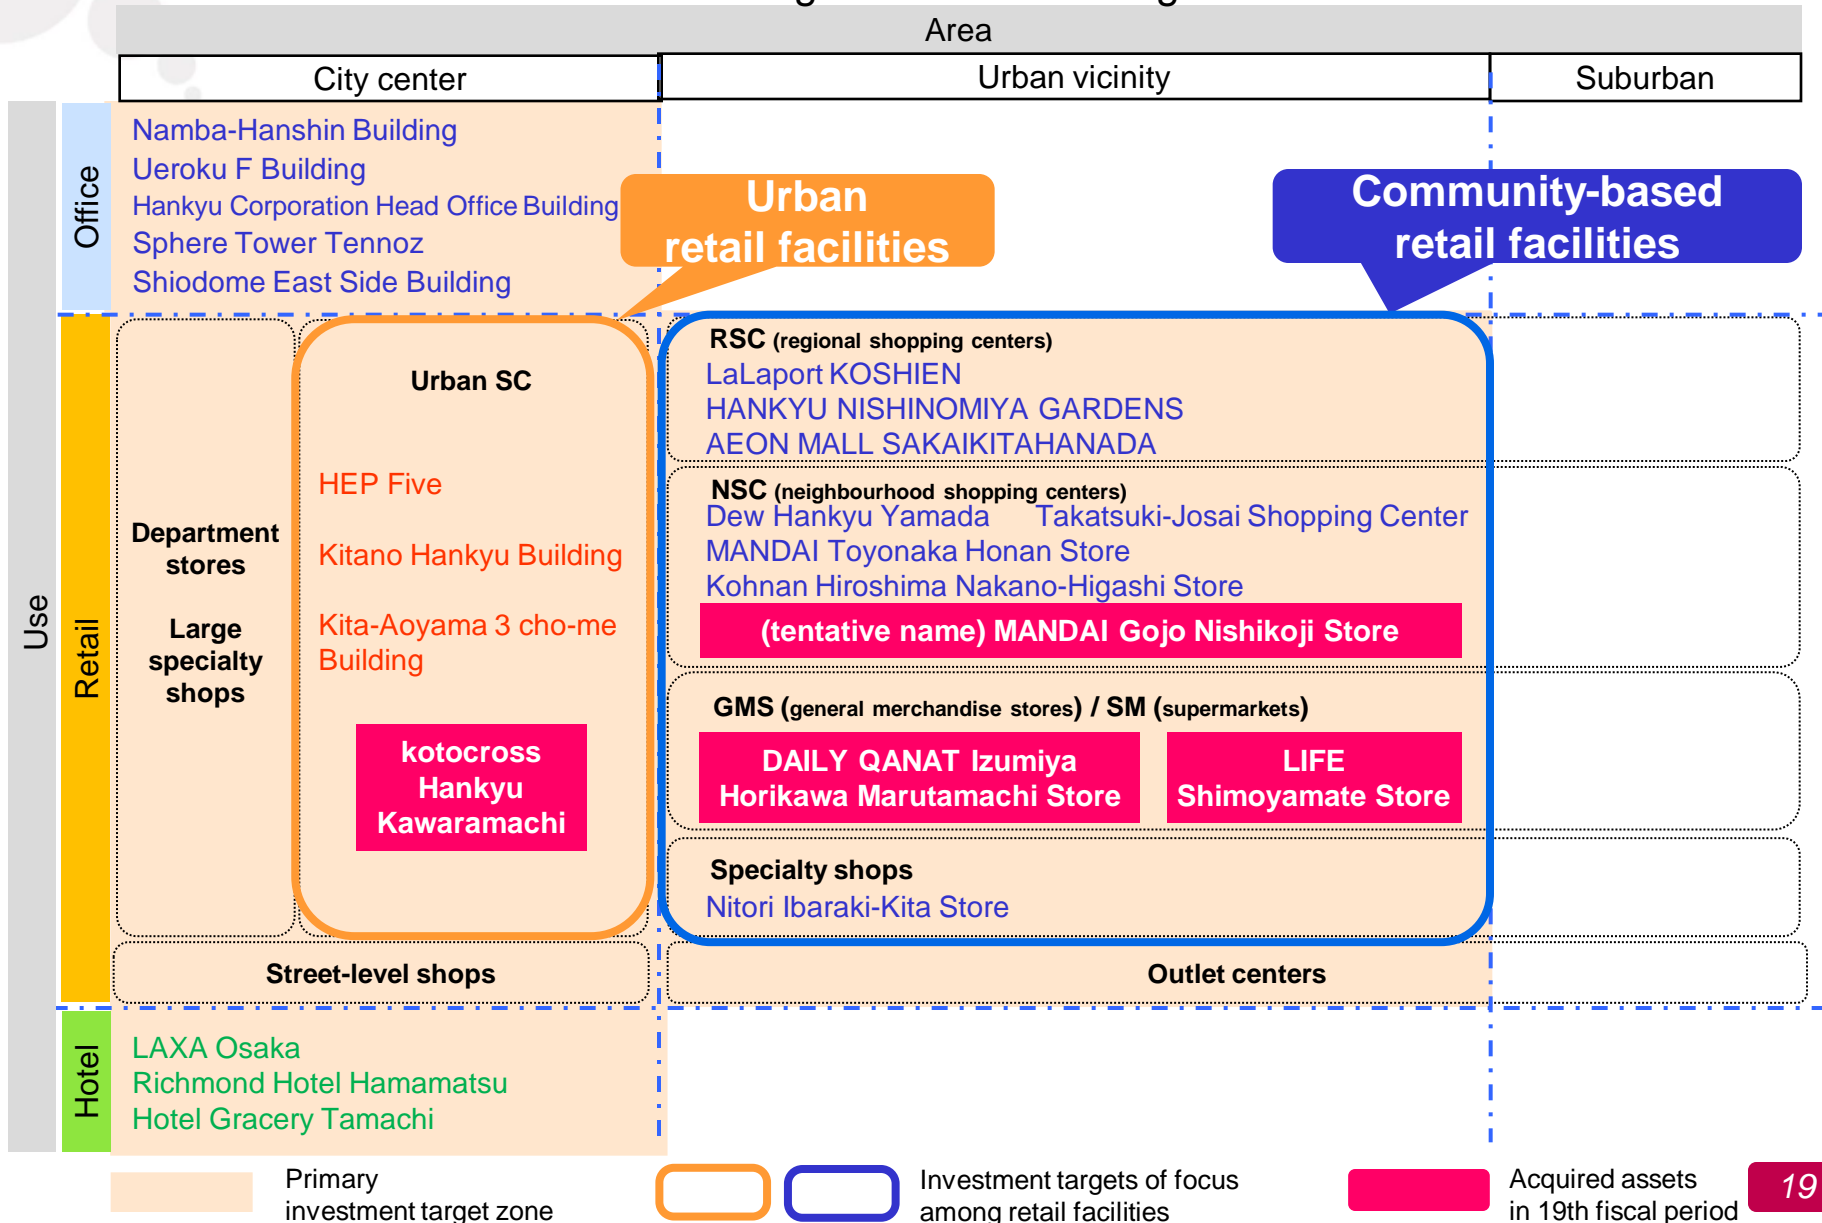 Area
City center
Urban vicinity
Suburban
Use
Office
Namba-Hanshin Building
Ueroku F Building
Hankyu Corporation Head Office Building
Sphere Tower Tennoz
Shiodome East Side Building
Urban
retail facilities
Community-based
retail facilities
Retail
Department
stores
Large
specialty
shops
Urban SC
HEP Five
Kitano Hankyu Building
Kita-Aoyama 3 cho-me
Building
kotocross
Hankyu
Kawaramachi
RSC (regional shopping centers)
LaLaport KOSHIEN
HANKYU NISHINOMIYA GARDENS
AEON MALL SAKAIKITAHANADA
NSC (neighbourhood shopping centers)
Dew Hankyu Yamada Takatsuki-Josai Shopping Center
MANDAI Toyonaka Honan Store
Kohnan Hiroshima Nakano-Higashi Store
(tentative name) MANDAI Gojo Nishikoji Store
GMS (general merchandise stores) / SM (supermarkets)
DAILY QANAT Izumiya
Horikawa Marutamachi Store
LIFE
Shimoyamate Store
Specialty shops
Nitori Ibaraki-Kita Store
Street-level shops
Outlet centers
Hotel
LAXA Osaka
Richmond Hotel Hamamatsu
Hotel Gracery Tamachi
Primary
investment target zone
Investment targets of focus
among retail facilities
Acquired assets
in 19th fiscal period
19